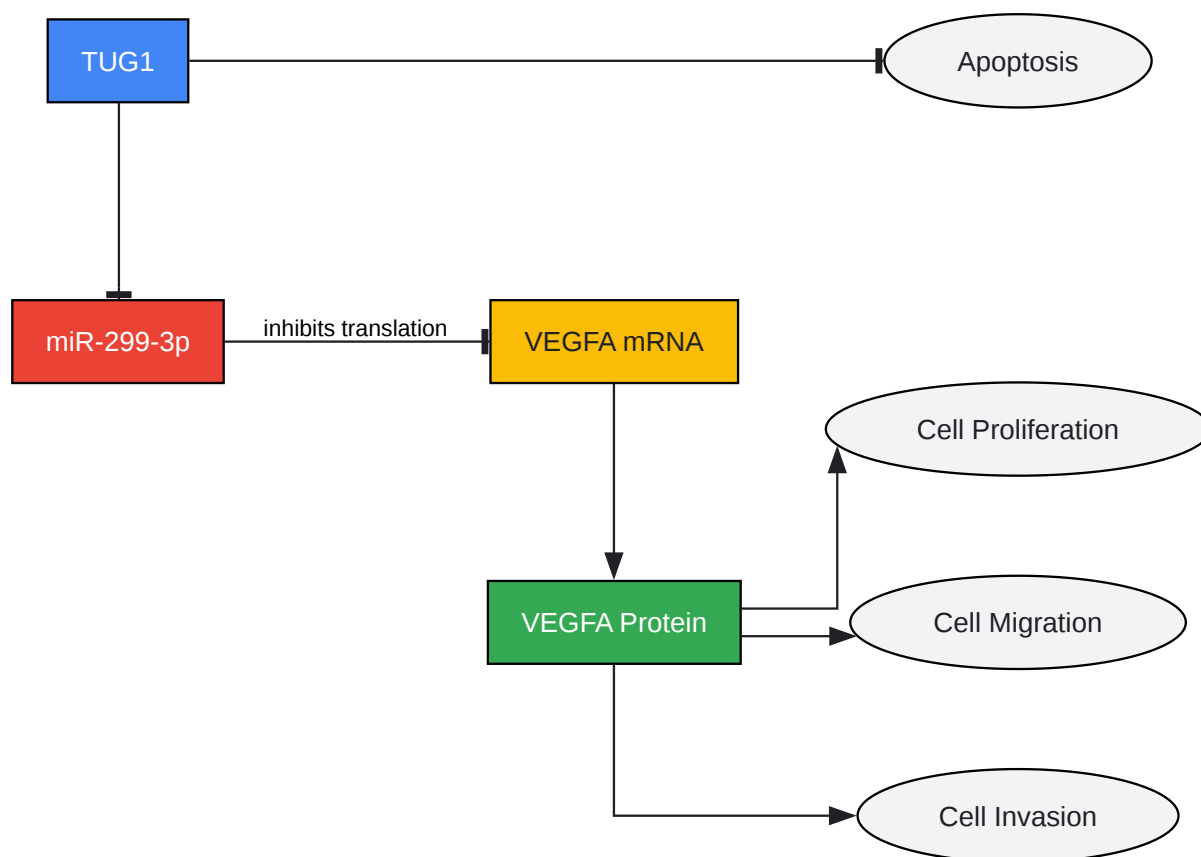 TUG1
Apoptosis
miR-299-3p
inhibits translation
VEGFA mRNA
Cell Proliferation
VEGFA Protein
Cell Migration
Cell Invasion